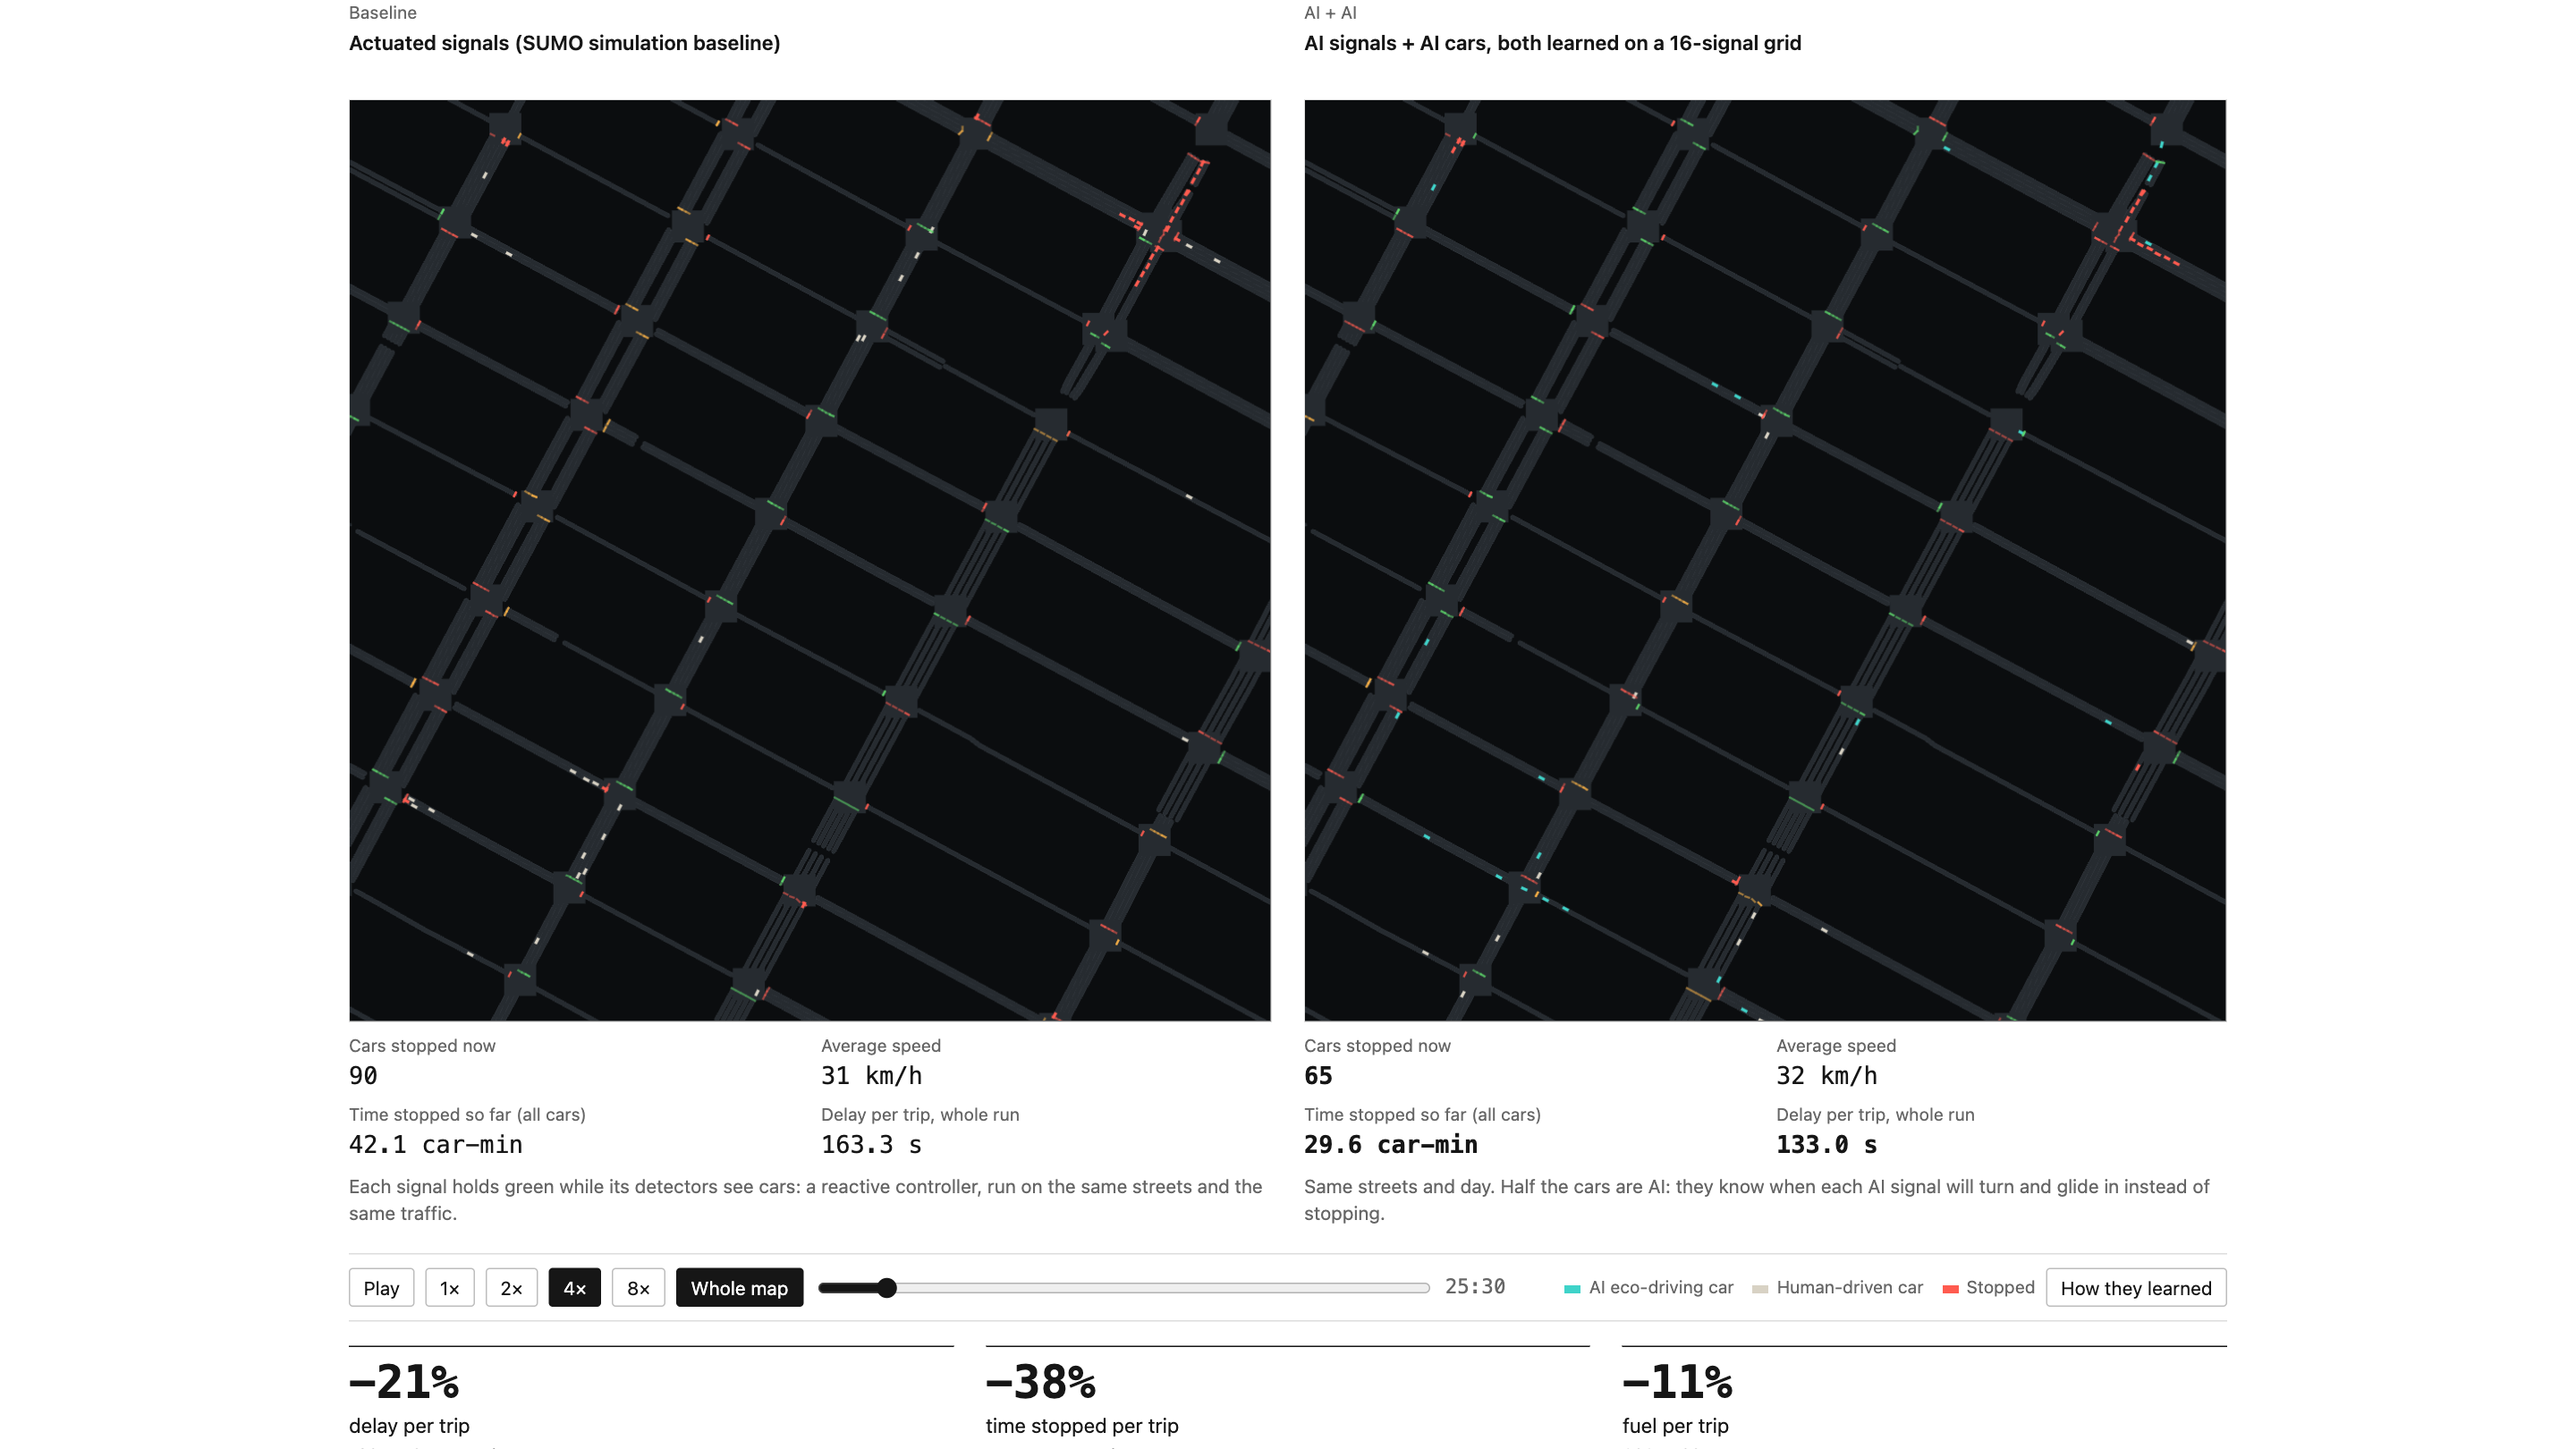 Baseline
Actuated signals (SUMO simulation baseline)
AI + AI
AI signals + AI cars, both learned on a 16-signal grid
Cars stopped now
90
Average speed
31 km/h
Time stopped so far (all cars)
42.1 car-min
Delay per trip, whole run
163.3 s
Each signal holds green while its detectors see cars: a reactive controller, run on the same streets and the
same traffic.
Cars stopped now
65
Average speed
32 km/h
Time stopped so far (all cars)
29.6 car-min
Delay per trip, whole run
133.0 s
Same streets and day. Half the cars are AI: they know when each AI signal will turn and glide in instead of
stopping.
Play 1× 2× 4× 8× Whole map 25:30 AI eco-driving car Human-driven car Stopped How they learned
−21%
delay per trip
−38%
time stopped per trip
−11%
fuel per trip